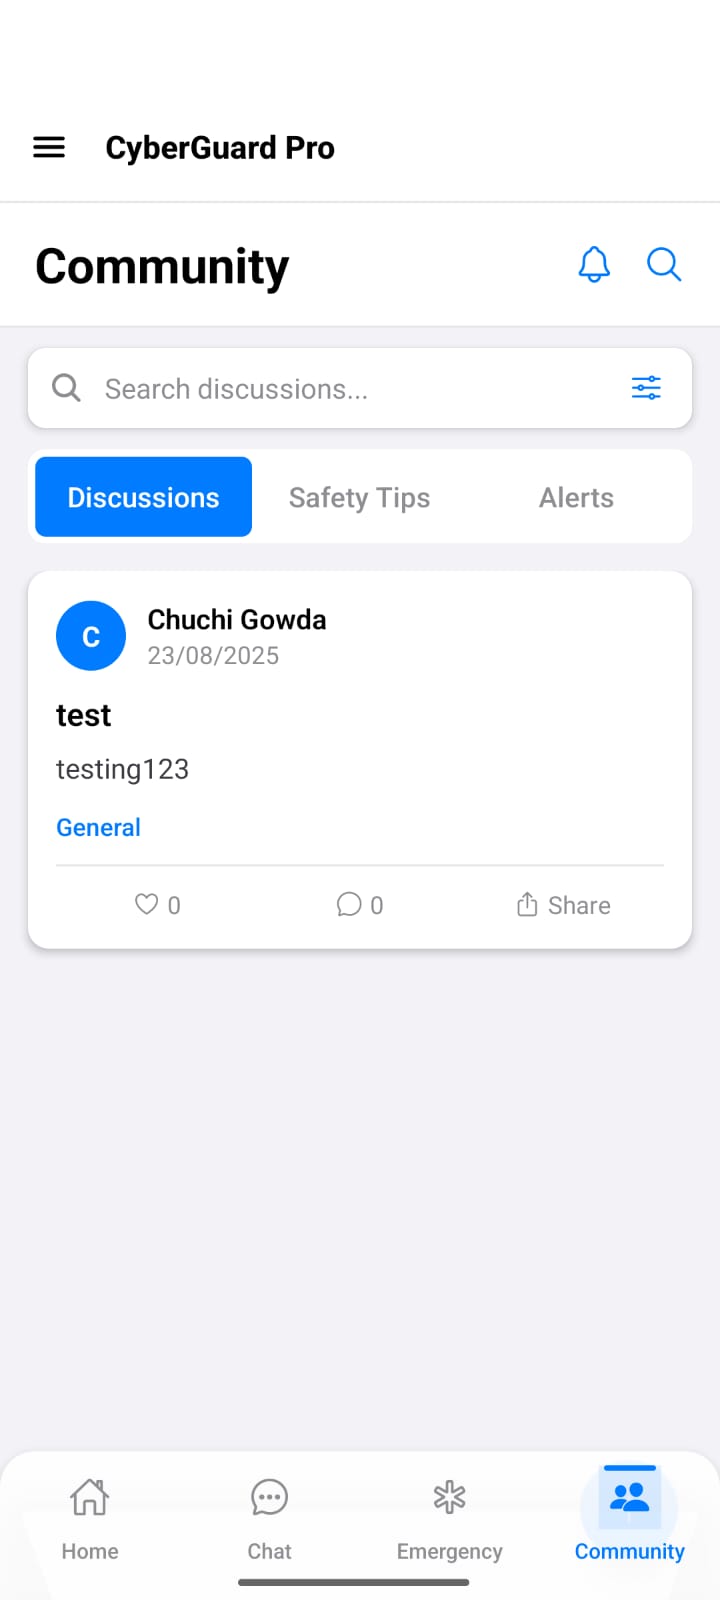 CyberGuard Pro
Community
Search discussions...
Discussions Safety Tips Alerts
C
Chuchi Gowda
23/08/2025
test
testing123
General
0 0 Share
Home Chat Emergency Community